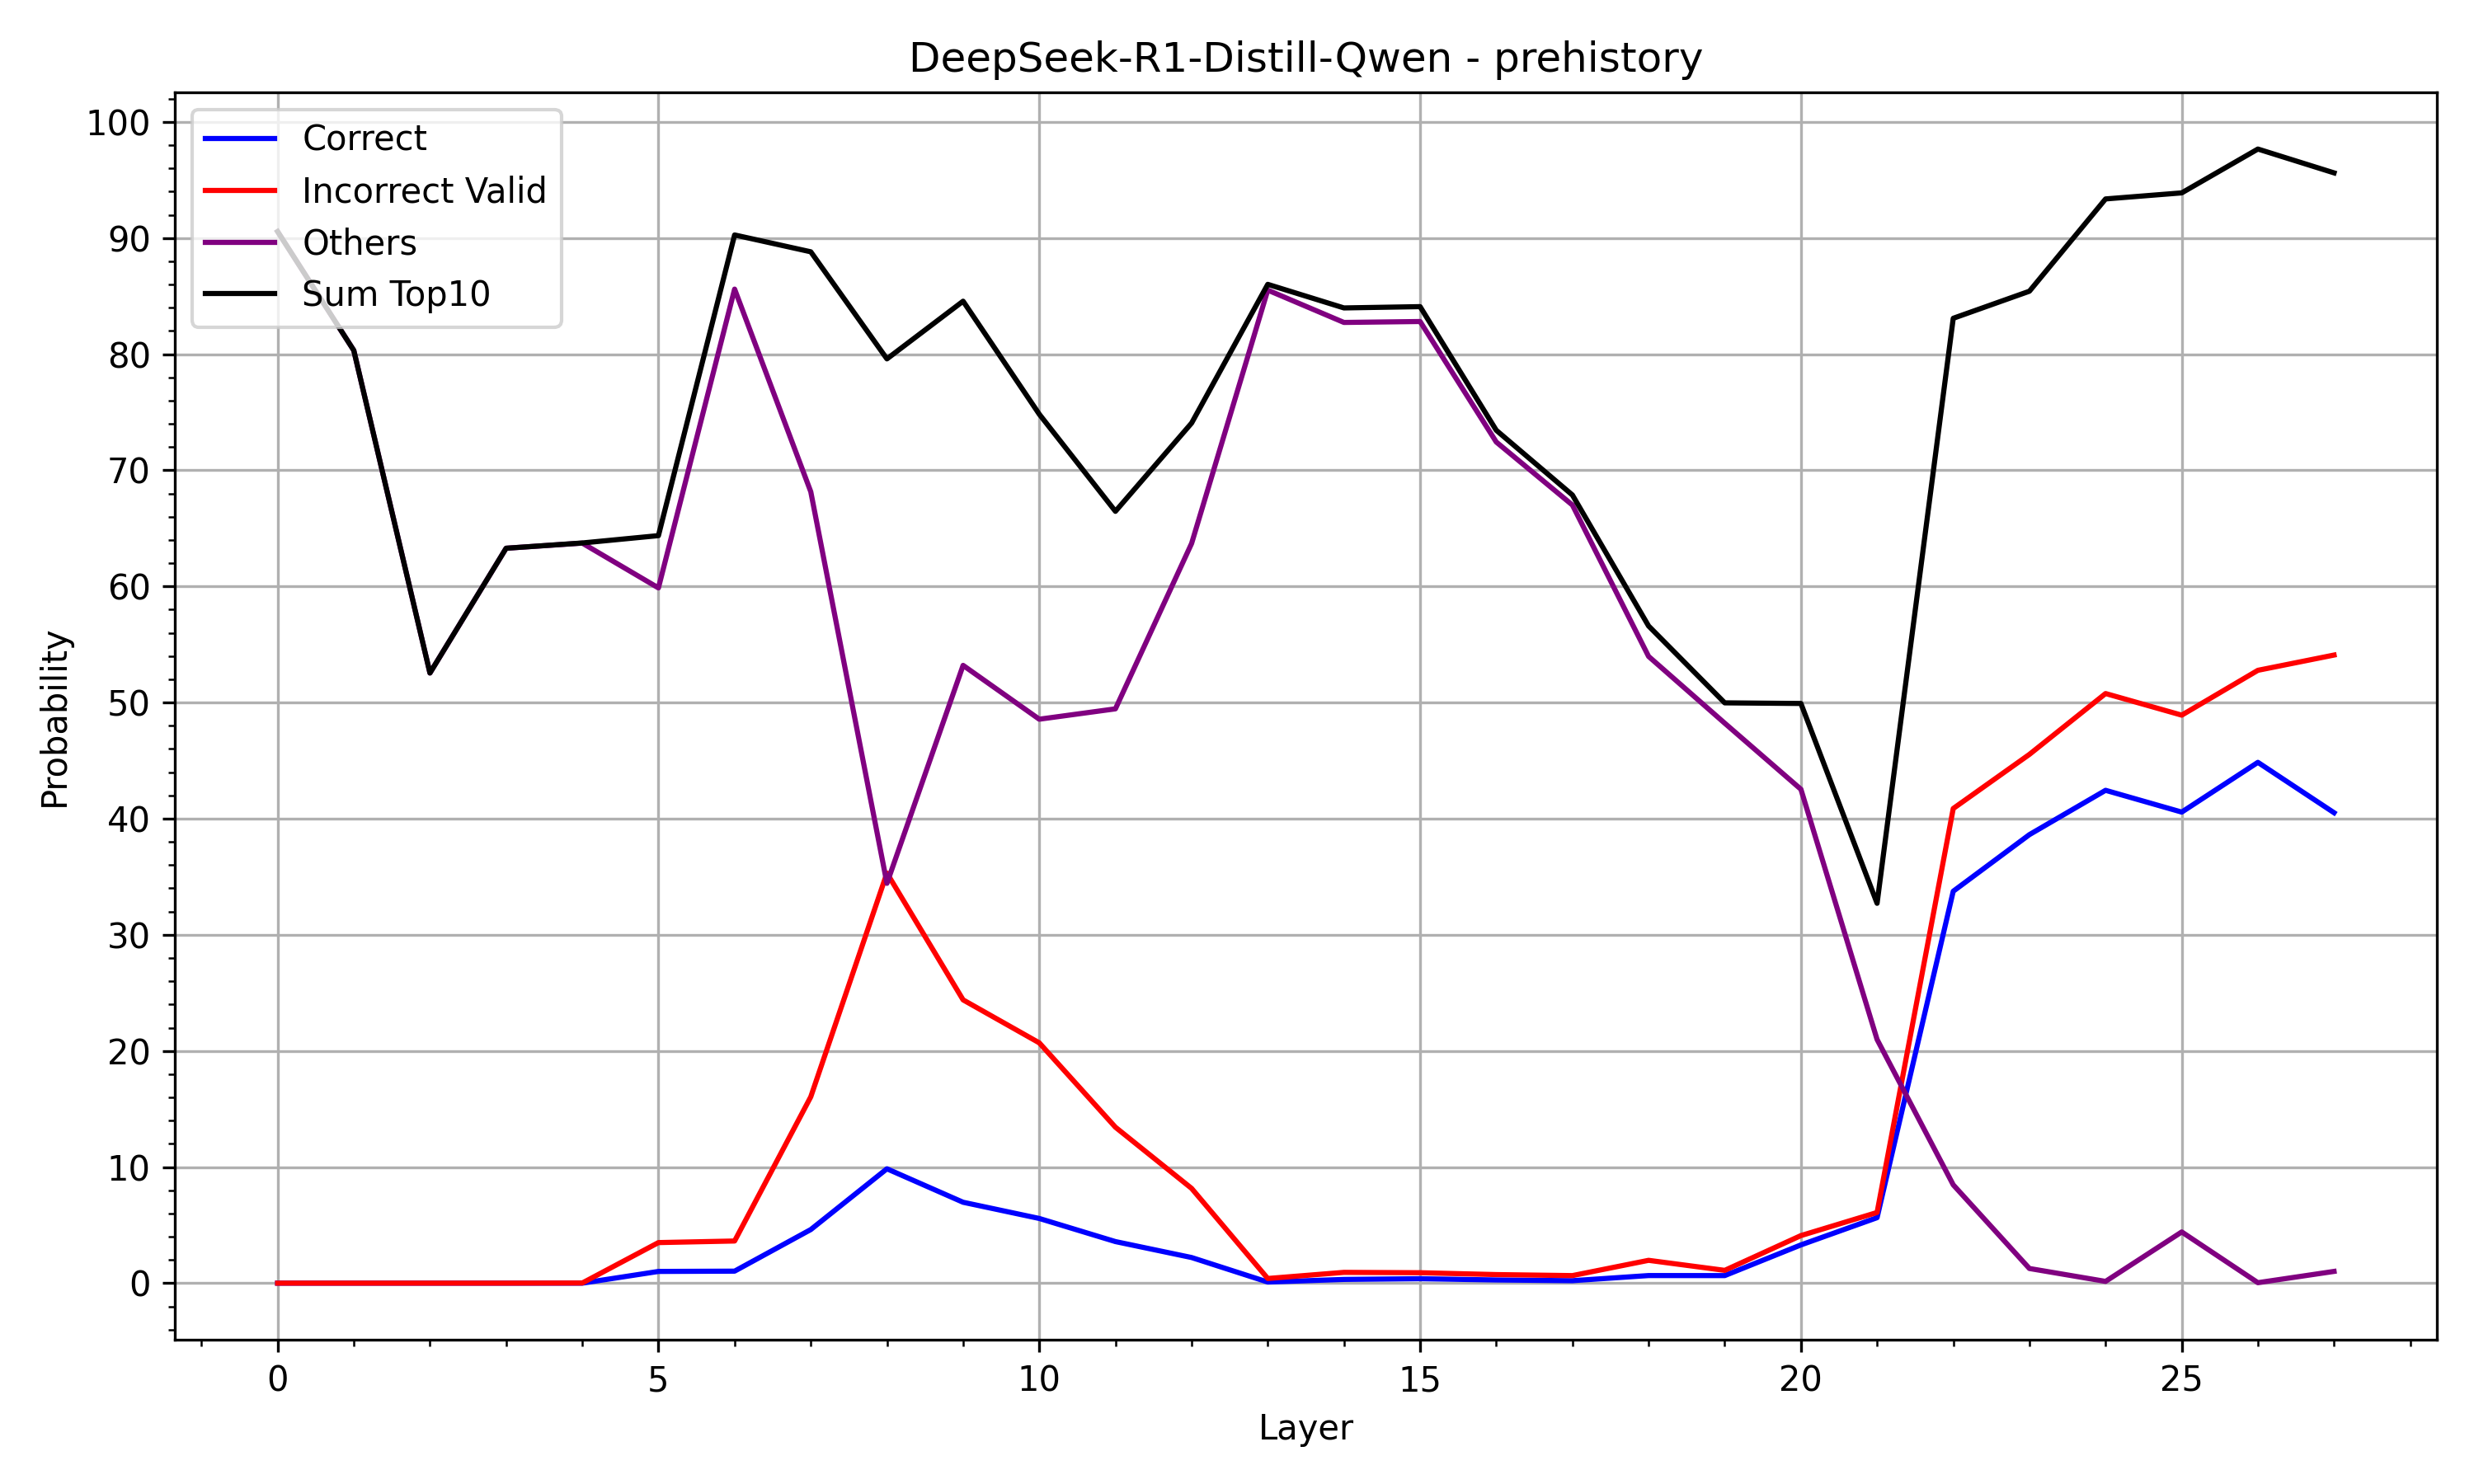 DeepSeek-R1-Distill-Qwen - prehistory
Correct
Incorrect Valid
Others
Sum Top10
100
90
80
70
60
50
40
30
20
10
0
Probability
0 5 10 15 20 25
Layer